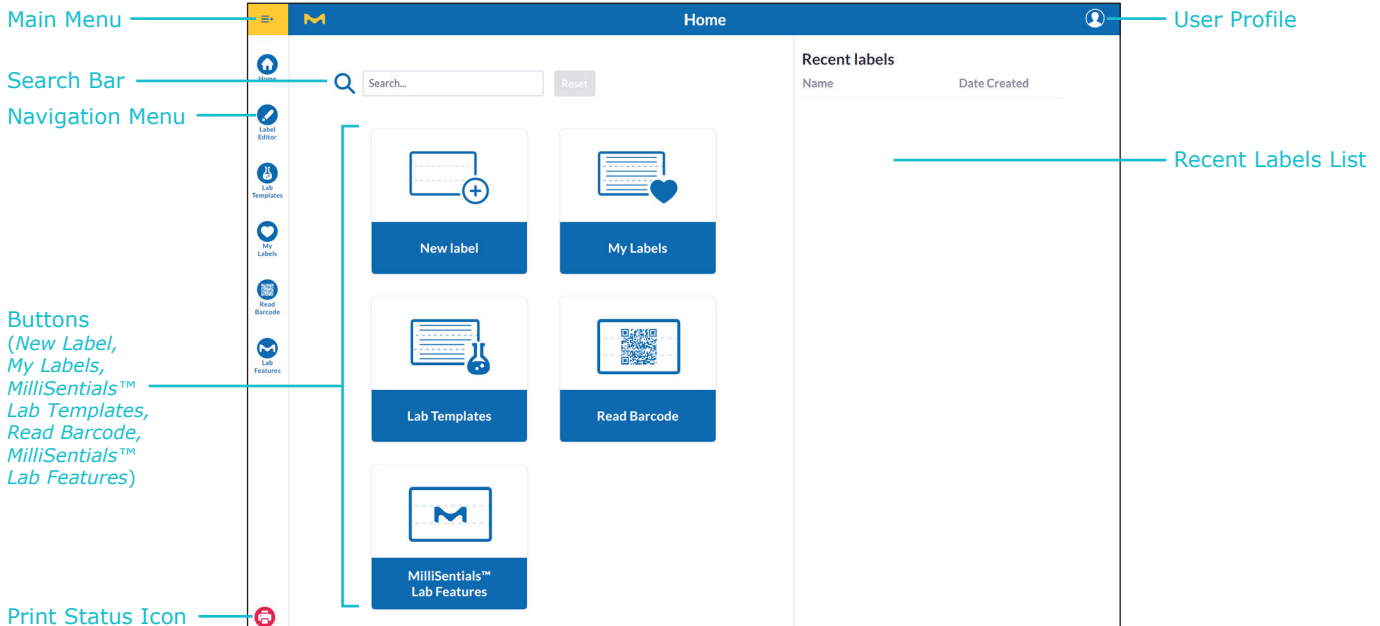 Main Menu
Home
User Profile
Home
Search Bar
Search...
Reset
Recent labels
Name
Date Created
Navigation Menu
Label
Editor
Recent Labels List
Lab
Templates
My
Labels
New label
My Labels
Read
Barcode
Buttons
(New Label,
My Labels,
MilliSentials™
Lab Templates,
Read Barcode,
MilliSentials™
Lab Features)
Lab
Features
Lab Templates
Read Barcode
MilliSentials™
Lab Features
Print Status Icon